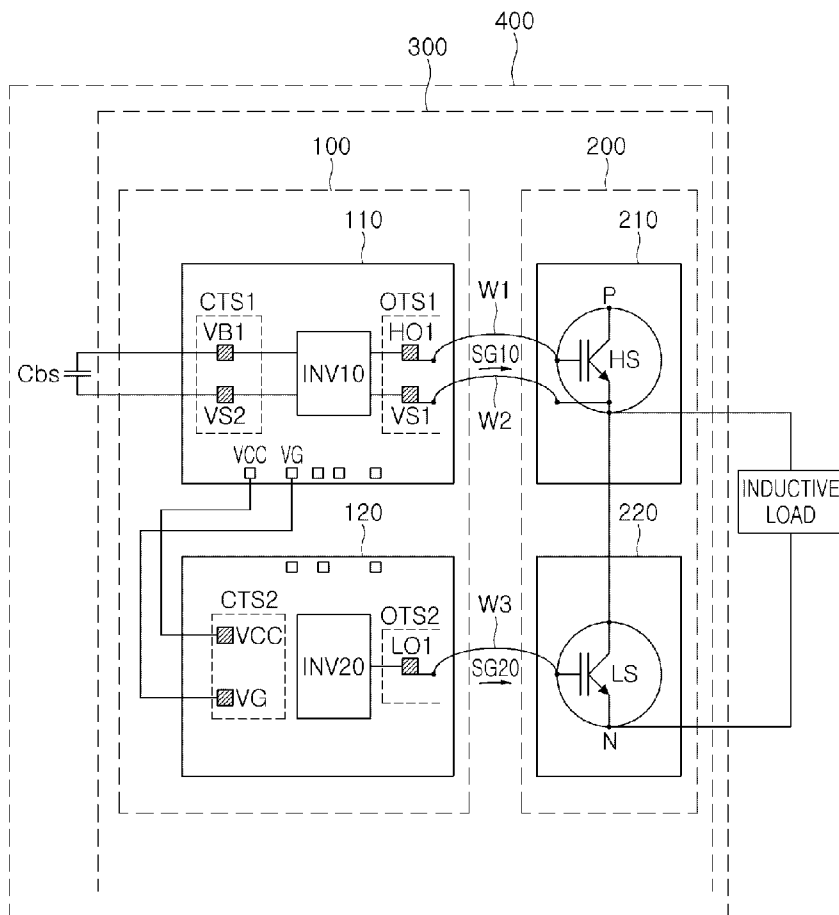 400
300
100
200
110
210
CTS1
OTS1
W1
P
VB1
HO1
Cbs
INV10
SG10
HS
VS2
VS1
W2
VCC
VG
INDUCTIVE
LOAD
120
220
CTS2
OTS2
W3
VCC
LO1
INV20
SG20
LS
VG
N